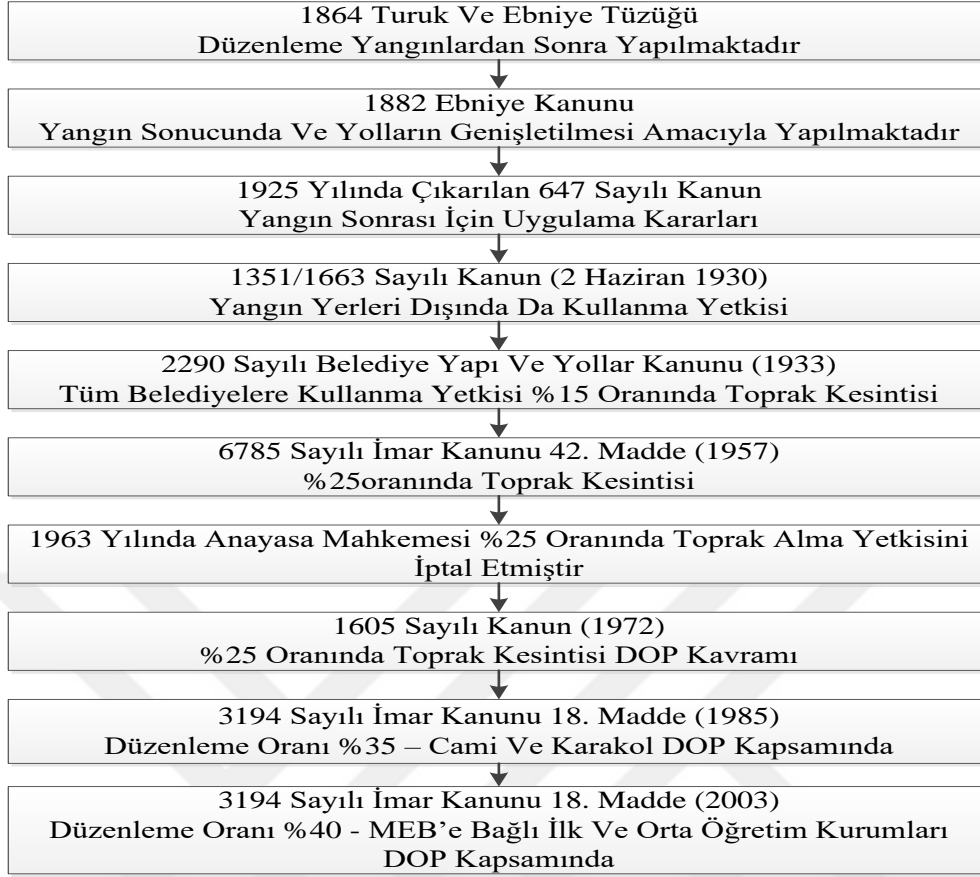 1864 Turuk Ve Ebniye Tüzüğü
Düzenleme Yangınlardan Sonra Yapılmaktadır
1882 Ebniye Kanunu
Yangın Sonucunda Ve Yolların Genişletilmesi Amacıyla Yapılmaktadır
1925 Yılında Çıkarılan 647 Sayılı Kanun
Yangın Sonrası İçin Uygulama Kararları
1351/1663 Sayılı Kanun (2 Haziran 1930)
Yangın Yerleri Dışında Da Kullanma Yetkisi
2290 Sayılı Belediye Yapı Ve Yollar Kanunu (1933)
Tüm Belediyelere Kullanma Yetkisi %15 Oranında Toprak Kesintisi
6785 Sayılı İmar Kanunu 42. Madde (1957)
%25oranında Toprak Kesintisi
1963 Yılında Anayasa Mahkemesi %25 Oranında Toprak Alma Yetkisini
İptal Etmiştir
1605 Sayılı Kanun (1972)
%25 Oranında Toprak Kesintisi DOP Kavramı
3194 Sayılı İmar Kanunu 18. Madde (1985)
Düzenleme Oranı %35 – Cami Ve Karakol DOP Kapsamında
3194 Sayılı İmar Kanunu 18. Madde (2003)
Düzenleme Oranı %40 - MEB’e Bağlı İlk Ve Orta Öğretim Kurumları
DOP Kapsamında